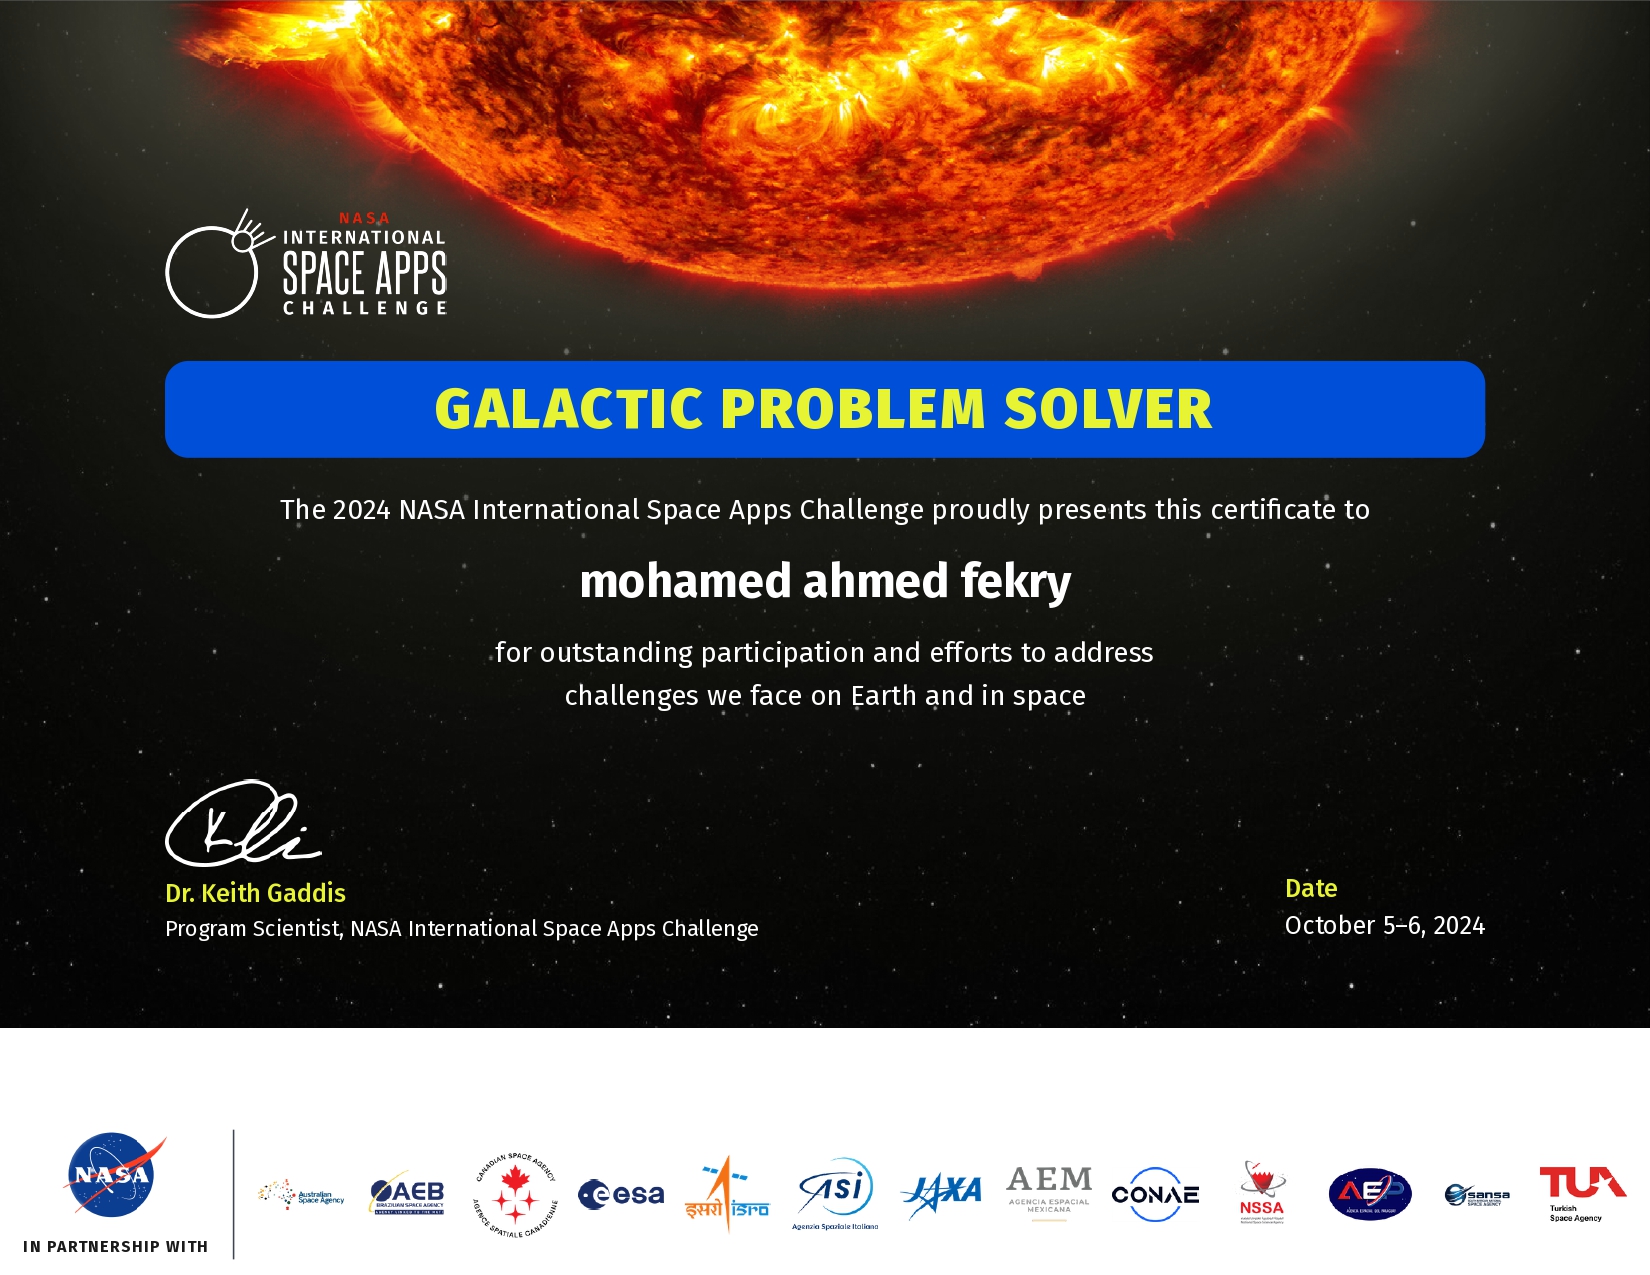 NASA
INTERNATIONAL
SPACE APPS
CHALLENGE
GALACTIC PROBLEM SOLVER
The 2024 NASA International Space Apps Challenge proudly presents this certificate to
mohamed ahmed fekry
for outstanding participation and efforts to address
challenges we face on Earth and in space
Dr. Keith Gaddis
Program Scientist, NASA International Space Apps Challenge
Date
October 5–6, 2024
NASA
IN PARTNERSHIP WITH
Australian
Space Agency
AEB
BRAZILIAN SPACE AGENCY
CANADIAN SPACE AGENCY
AGENCE SPATIALE CANADIENNE
esa
इसरो isro
asi
Agenzia Spaziale Italiana
JAXA
AEM
AGENCIA ESPACIAL
MEXICANA
CONAE
NSSA
AEP
AGENCIA ESPACIAL DEL PARAGUAY
sansa
TUA
Turkish
Space Agency